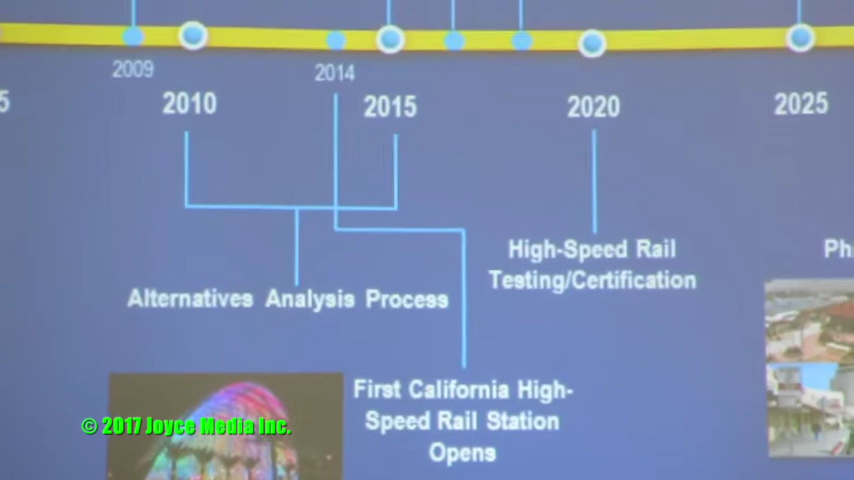 2009
2014
5
2010
2015
2020
2025
High-Speed Rail
Testing/Certification
Ph
Alternatives Analysis Process
First California High-
Speed Rail Station
Opens
© 2017 Joyce Media Inc.